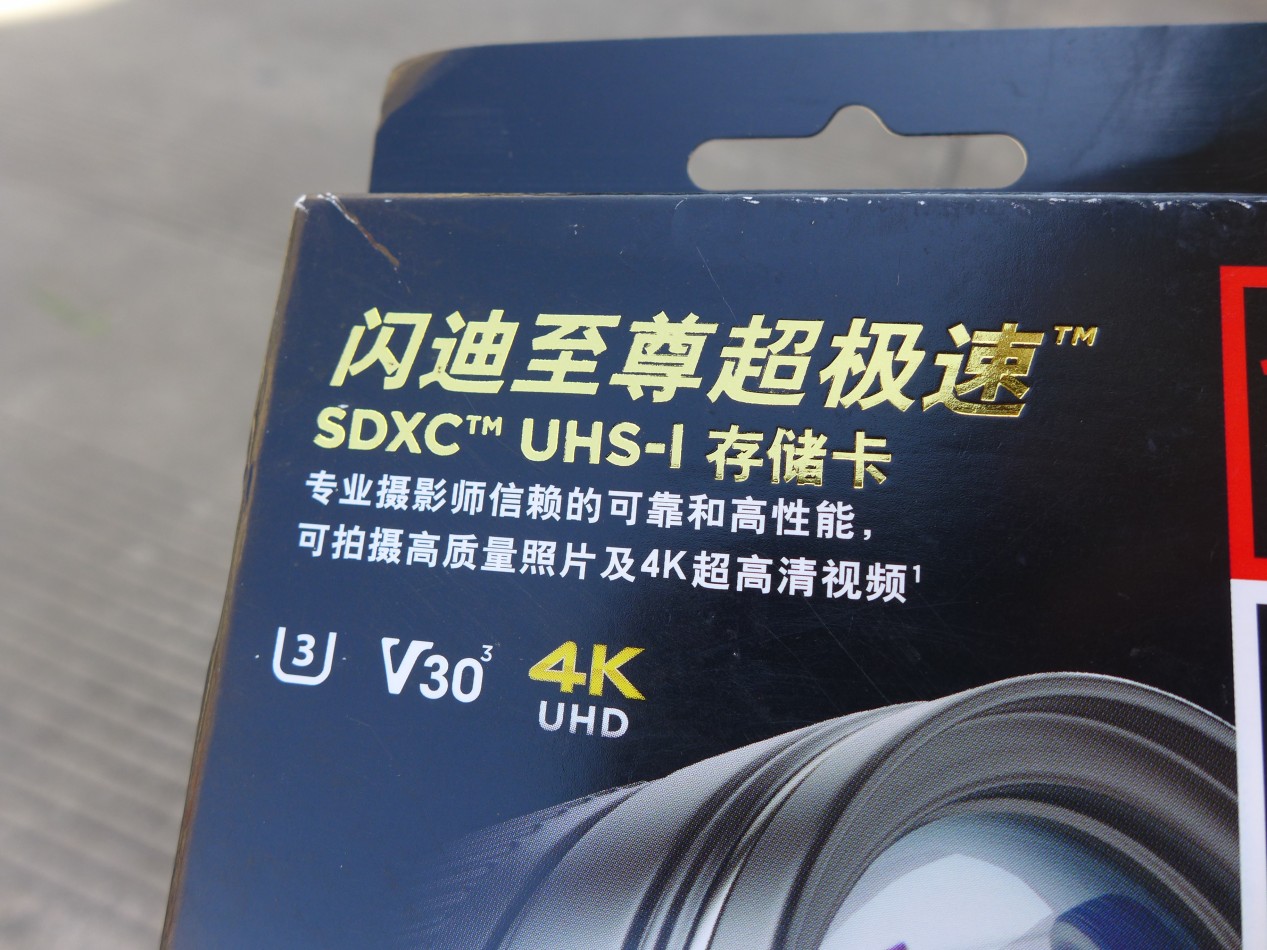 闪迪至尊超极速™
SDXC™ UHS-I 存储卡
专业摄影师信赖的可靠和高性能，
可拍摄高质量照片及4K超高清视频¹
3
V30³
4K
UHD